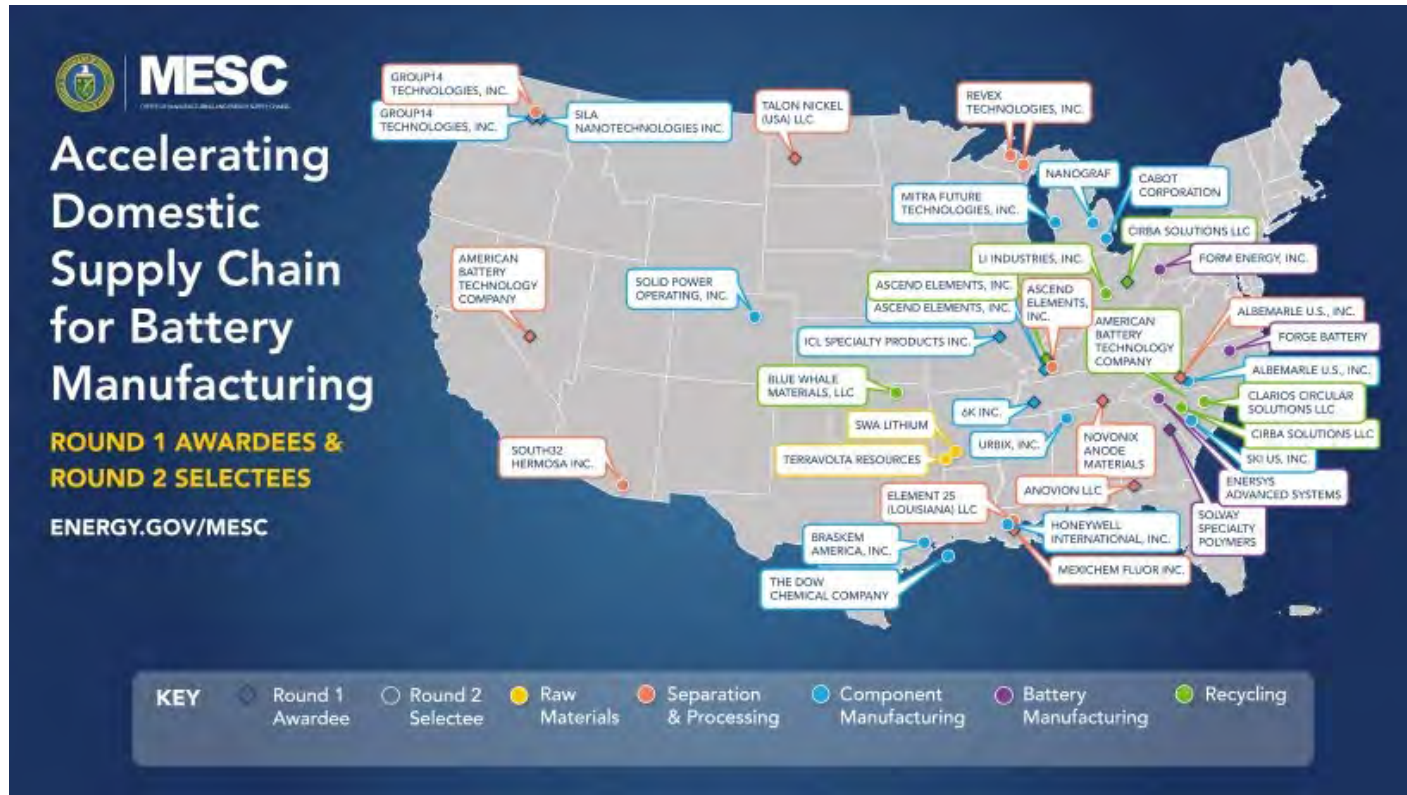 MESC
Accelerating
Domestic
Supply Chain
for Battery
Manufacturing
ROUND 1 AWARDEES &
ROUND 2 SELECTEES
ENERGY.GOV/MESC
GROUP14
TECHNOLOGIES, INC.
GROUP14
TECHNOLOGIES, INC.
SILA
NANOTECHNOLOGIES INC.
TALON NICKEL
(USA) LLC
REVEX
TECHNOLOGIES, INC.
NANOGRAF
CABOT
CORPORATION
MITRA FUTURE
TECHNOLOGIES, INC.
CIRBA SOLUTIONS LLC
LI INDUSTRIES, INC.
FORM ENERGY, INC.
AMERICAN
BATTERY
TECHNOLOGY
COMPANY
SOLID POWER
OPERATING, INC.
ASCEND ELEMENTS, INC.
ASCEND ELEMENTS, INC.
ASCEND
ELEMENTS,
INC.
ALBEMARLE U.S., INC.
AMERICAN
BATTERY
TECHNOLOGY
COMPANY
FORGE BATTERY
ICL SPECIALTY PRODUCTS INC.
ALBEMARLE U.S., INC.
BLUE WHALE
MATERIALS, LLC
CLARIOS CIRCULAR
SOLUTIONS LLC
6K INC.
SWA LITHIUM
CIRBA SOLUTIONS LLC
URBIX, INC.
NOVONIX
ANODE
MATERIALS
TERRAVOLTA RESOURCES
SKI US, INC.
SOUTH32
HERMOSA INC.
ENERSYS
ADVANCED SYSTEMS
ANOVION LLC
ELEMENT 25
(LOUISIANA) LLC
SOLVAY
SPECIALTY
POLYMERS
HONEYWELL
INTERNATIONAL, INC.
BRASKEM
AMERICA, INC.
MEXICHEM FLUOR INC.
THE DOW
CHEMICAL COMPANY
KEY
Round 1
Awardee
Round 2
Selectee
Raw
Materials
Separation
& Processing
Component
Manufacturing
Battery
Manufacturing
Recycling